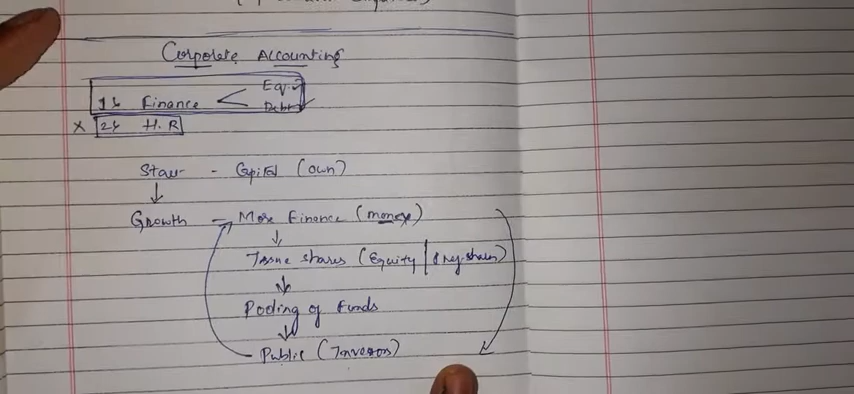 Corporate Accounting
1) Finance < Equity
Debt
X 2) H.R
Start - Capital (own)
↓
Growth - More Finance (money)
↓
Issue shares (Equity | Pref shares)
↓
Pooling of Funds
↓
Public (Investors)